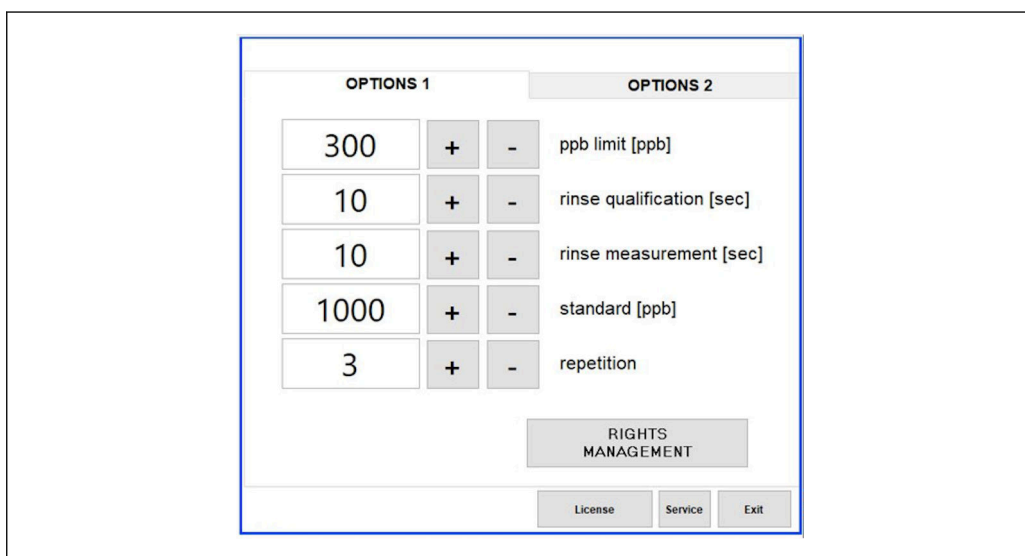 OPTIONS 1 OPTIONS 2
300 + - ppb limit [ppb]
10 + - rinse qualification [sec]
10 + - rinse measurement [sec]
1000 + - standard [ppb]
3 + - repetition
RIGHTS
MANAGEMENT
License Service Exit